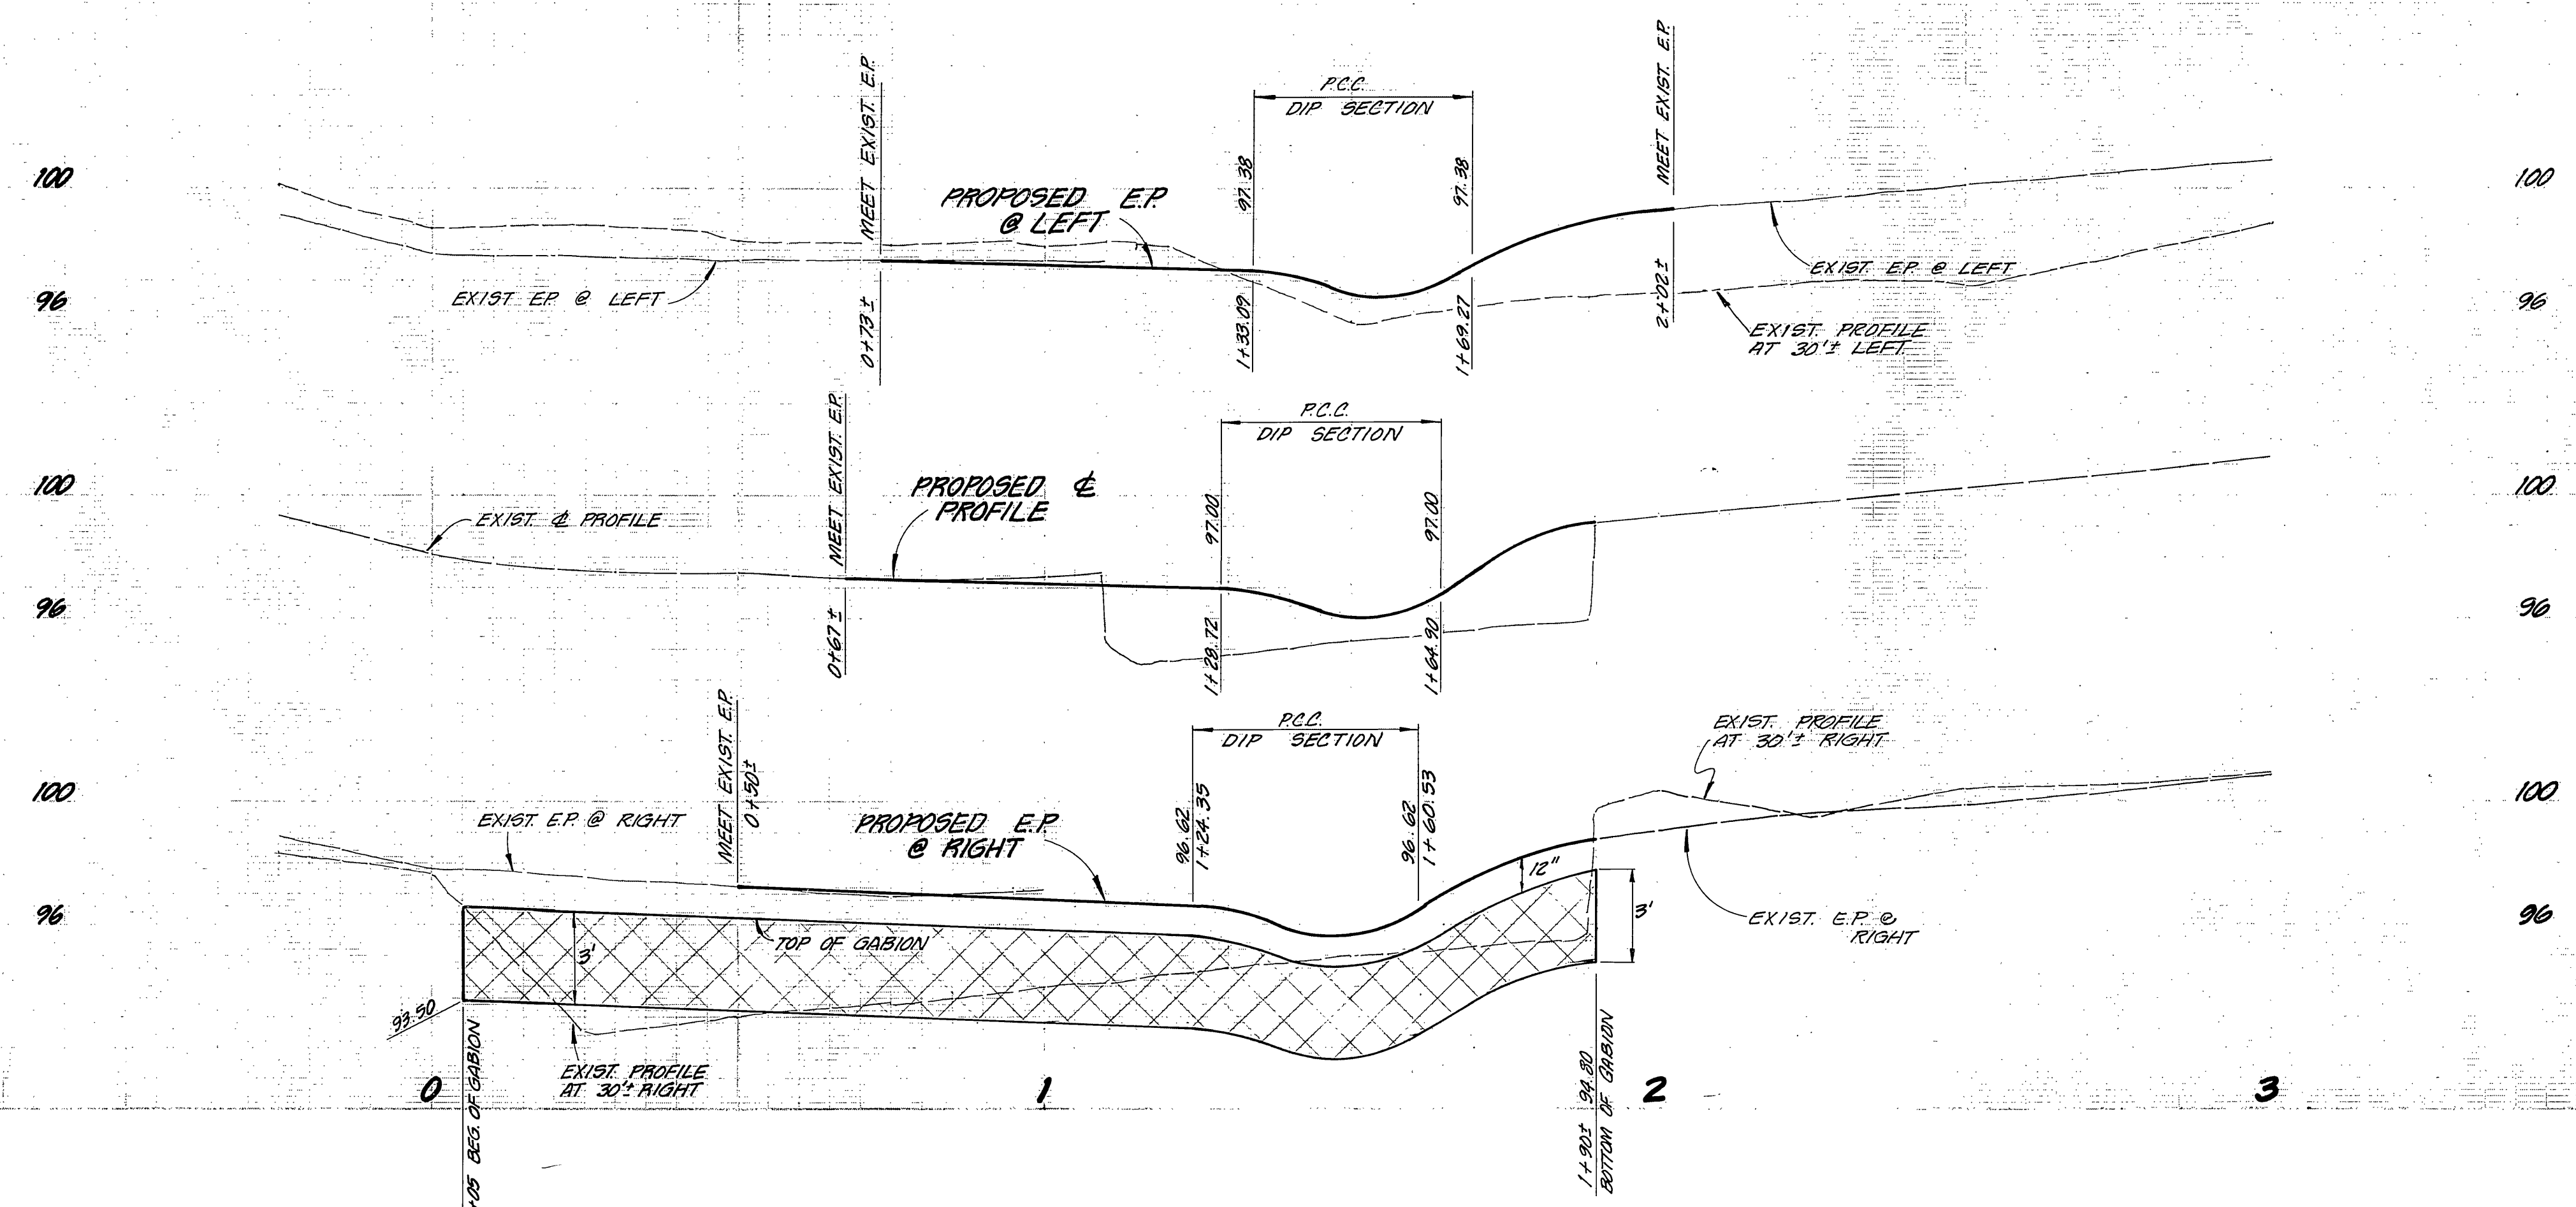 MEET EXIST. E.P.
P.C.C.
DIP SECTION
MEET EXIST. E.P.
100
100
PROPOSED E.P.
@ LEFT
97.38
97.38
EXIST E.P. @ LEFT
EXIST. E.P. @ LEFT
96
96
0+73±
1+33.09
1+69.27
2+02±
EXIST. PROFILE
AT 30'± LEFT
MEET EXIST. E.P.
P.C.C.
DIP SECTION
100
100
EXIST. ℄ PROFILE
PROPOSED ℄
PROFILE
97.00
97.00
96
96
0+67±
1+28.72
1+64.90
MEET EXIST. E.P.
0+50±
P.C.C.
DIP SECTION
EXIST. PROFILE
AT 30'± RIGHT
100
100
EXIST. E.P. @ RIGHT
PROPOSED E.P.
@ RIGHT
96.62
1+24.35
96.62
1+60.53
12"
96
96
3'
TOP OF GABION
3'
EXIST. E.P. @
RIGHT
93.50
EXIST. PROFILE
AT 30'± RIGHT
0
1
2
3
+05 BEG. OF GABION
1+90± 94.80
BOTTOM OF GABION